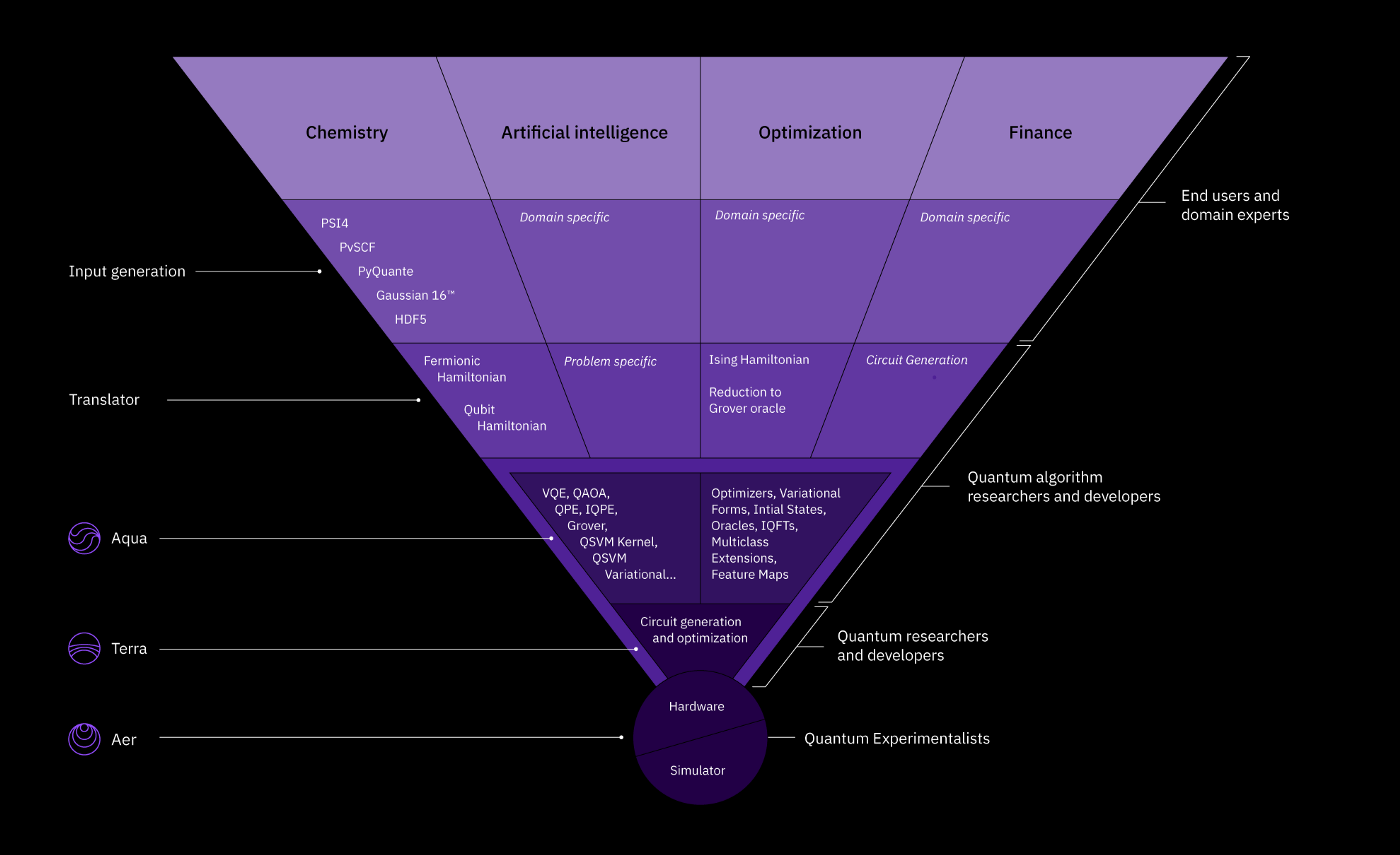 Chemistry
Artificial intelligence
Optimization
Finance
End users and
domain experts
Input generation
PSI4
PvSCF
PyQuante
Gaussian 16™
HDF5
Domain specific
Domain specific
Domain specific
Translator
Fermionic
Hamiltonian
Qubit
Hamiltonian
Problem specific
Ising Hamiltonian
Reduction to
Grover oracle
Circuit Generation
Quantum algorithm
researchers and developers
Aqua
VQE, QAOA,
QPE, IQPE,
Grover,
QSVM Kernel,
QSVM
Variational...
Optimizers, Variational
Forms, Intial States,
Oracles, IQFTs,
Multiclass
Extensions,
Feature Maps
Terra
Circuit generation
and optimization
Quantum researchers
and developers
Aer
Hardware
Simulator
Quantum Experimentalists